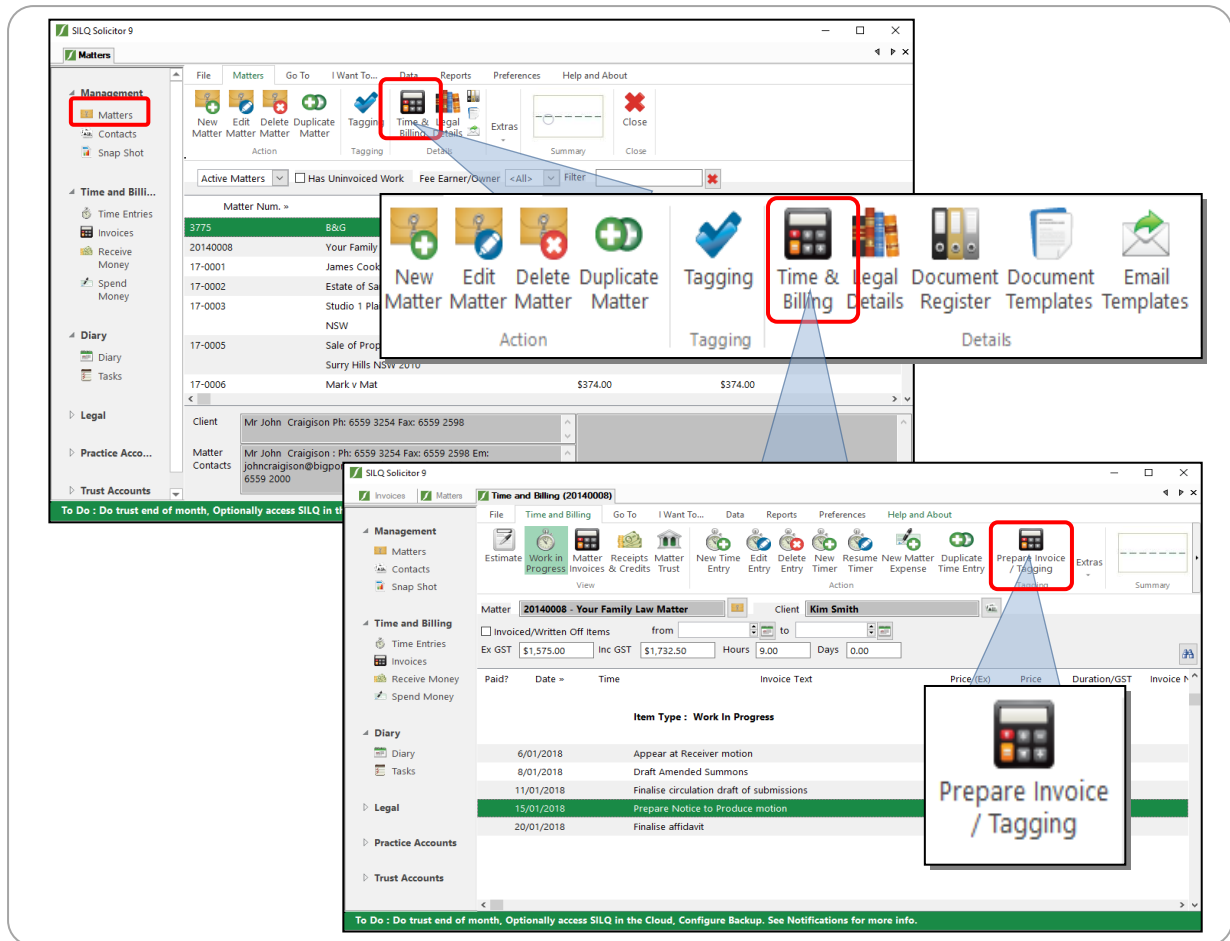 SILQ Solicitor 9
Matters
File Matters Go To I Want To... Data Reports Preferences Help and About
Management
Matters
Contacts
Snap Shot
Time and Billi...
Time Entries
Invoices
Receive
Money
Spend
Money
Diary
Diary
Tasks
Legal
Practice Acco...
Trust Accounts
New
Matter
Edit
Matter
Delete
Matter
Duplicate
Matter
Tagging
Time &
Billing
Legal
Details
Extras
Close
Action Tagging Details Summary Close
Active Matters Has Uninvoiced Work Fee Earner/Owner <All> Filter
Matter Num. »
3775 B&G
20140008 Your Family
17-0001 James Cook
17-0002 Estate of Sa
17-0003 Studio 1 Pla
NSW
17-0005 Sale of Prop
Surry Hills NSW 2010
17-0006 Mark v Mat $374.00 $374.00
Client Mr John Craigison Ph: 6559 3254 Fax: 6559 2598
Matter
Contacts
Mr John Craigison : Ph: 6559 3254 Fax: 6559 2598 Em:
johncraigison@bigpo
6559 2000
To Do : Do trust end of month, Optionally access SILQ in th
New
Matter
Edit
Matter
Delete
Matter
Duplicate
Matter
Tagging
Time &
Billing
Legal
Details
Document
Register
Document
Templates
Email
Templates
Action Tagging Details
SILQ Solicitor 9
Invoices Matters Time and Billing (20140008)
File Time and Billing Go To I Want To... Data Reports Preferences Help and About
Management
Matters
Contacts
Snap Shot
Time and Billing
Time Entries
Invoices
Receive Money
Spend Money
Diary
Diary
Tasks
Legal
Practice Accounts
Trust Accounts
Estimate
Work in
Progress
Matter
Invoices
Receipts
& Credits
Matter
Trust
New Time
Entry
Edit
Entry
Delete
Entry
New
Timer
Resume
Timer
New Matter
Expense
Duplicate
Time Entry
Prepare Invoice
/ Tagging
Extras
View Action Tagging Summary
Matter 20140008 - Your Family Law Matter Client Kim Smith
Invoiced/Written Off Items from to
Ex GST $1,575.00 Inc GST $1,732.50 Hours 9.00 Days 0.00
Paid? Date » Time Invoice Text Price (Ex) Price Duration/GST Invoice N
Item Type : Work In Progress
6/01/2018 Appear at Receiver motion
8/01/2018 Draft Amended Summons
11/01/2018 Finalise circulation draft of submissions
15/01/2018 Prepare Notice to Produce motion
20/01/2018 Finalise affidavit
Prepare Invoice
/ Tagging
To Do : Do trust end of month, Optionally access SILQ in the Cloud, Configure Backup. See Notifications for more info.